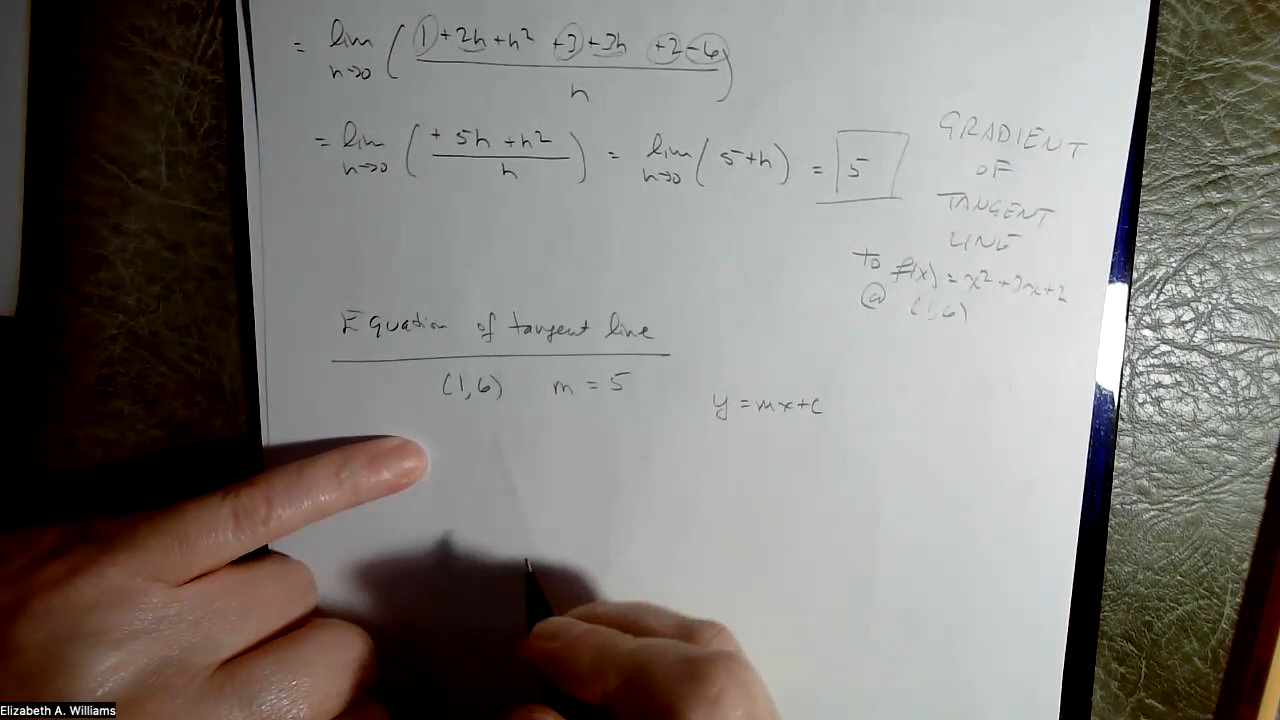 = lim h→0 ( 1 + 2h + h² + 3 + 3h + 2 - 6 / h )
= lim h→0 ( + 5h + h² / h ) = lim h→0 ( 5 + h ) = 5
GRADIENT
OF
TANGENT
LINE
to f(x) = x² + 3x + 2
@ (1,6)
Equation of tangent line
(1,6) m = 5
y = mx + c
Elizabeth A. Williams